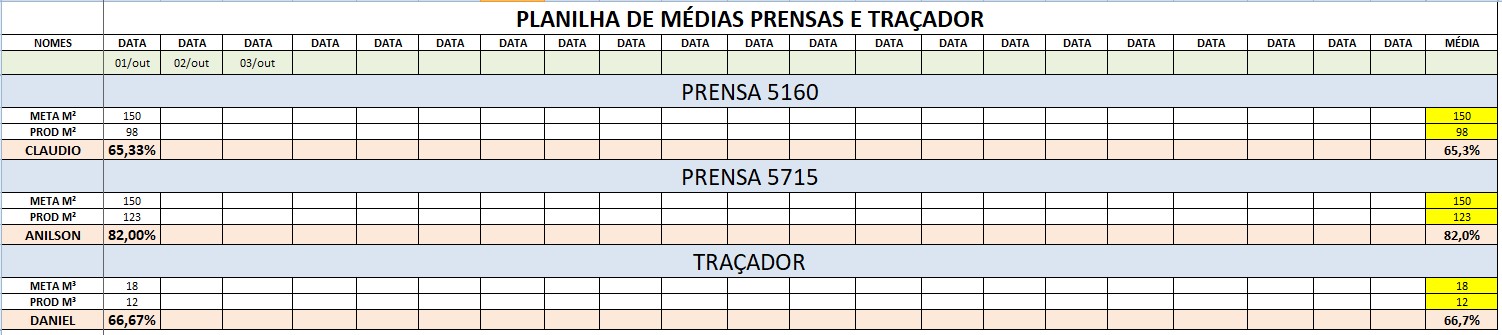 PLANILHA DE MÉDIAS PRENSAS E TRAÇADOR
NOMES DATA DATA DATA DATA DATA DATA DATA DATA DATA DATA DATA DATA DATA DATA DATA DATA DATA DATA DATA DATA DATA MÉDIA
01/out 02/out 03/out
PRENSA 5160
META M² 150 150
PROD M² 98 98
CLAUDIO 65,33% 65,3%
PRENSA 5715
META M² 150 150
PROD M² 123 123
ANILSON 82,00% 82,0%
TRAÇADOR
META M³ 18 18
PROD M³ 12 12
DANIEL 66,67% 66,7%